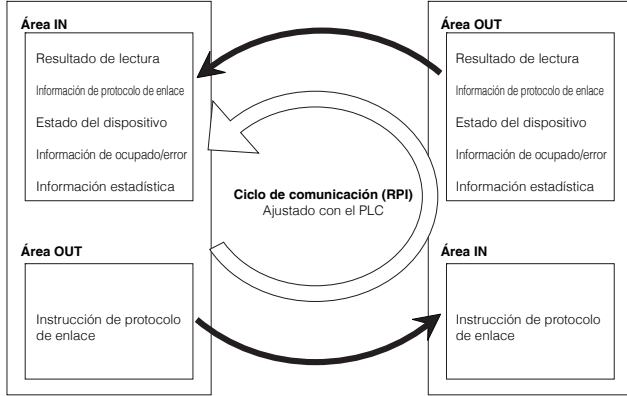 Área IN
Resultado de lectura
Información de protocolo de enlace
Estado del dispositivo
Información de ocupado/error
Información estadística
Área OUT
Instrucción de protocolo
de enlace
Ciclo de comunicación (RPI)
Ajustado con el PLC
Área OUT
Resultado de lectura
Información de protocolo de enlace
Estado del dispositivo
Información de ocupado/error
Información estadística
Área IN
Instrucción de protocolo
de enlace